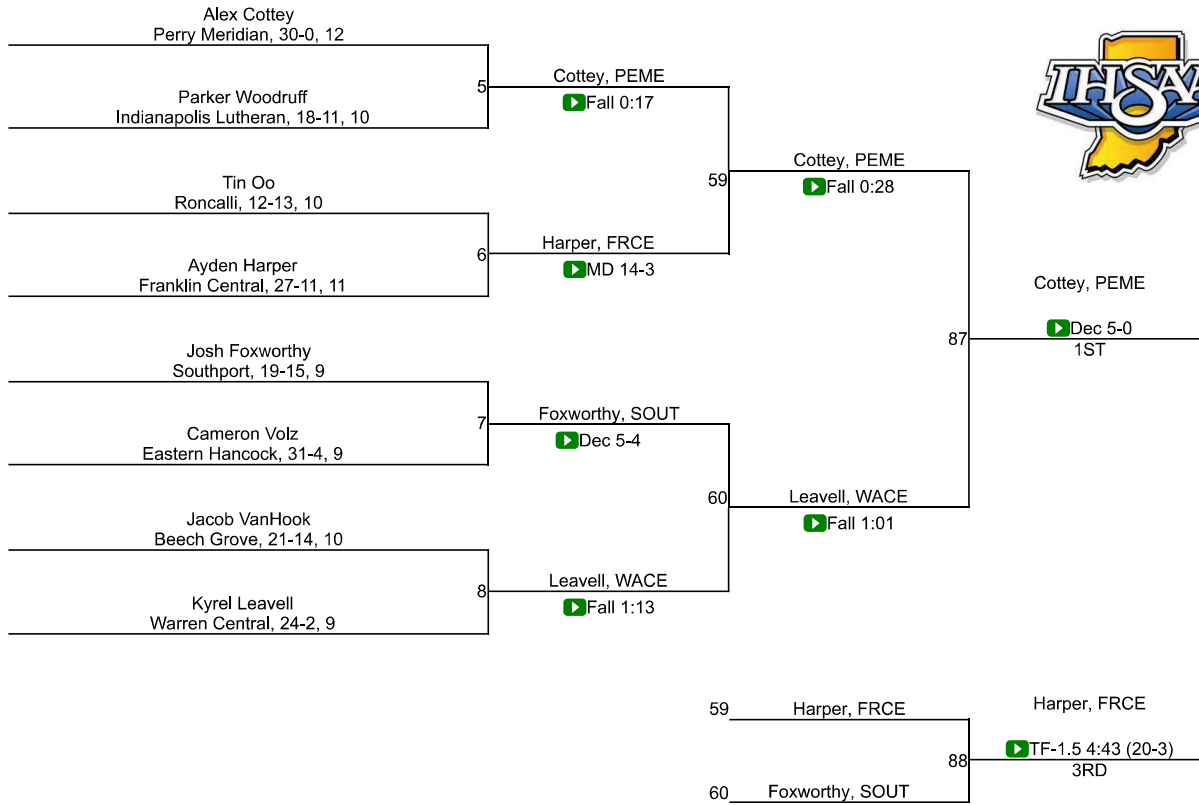 Alex Cottey
Perry Meridian, 30-0, 12
5
Cottey, PEME
Fall 0:17
Parker Woodruff
Indianapolis Lutheran, 18-11, 10
59
Cottey, PEME
Fall 0:28
Tin Oo
Roncalli, 12-13, 10
6
Harper, FRCE
MD 14-3
Ayden Harper
Franklin Central, 27-11, 11
87
Cottey, PEME
Dec 5-0
1ST
Josh Foxworthy
Southport, 19-15, 9
7
Foxworthy, SOUT
Dec 5-4
Cameron Volz
Eastern Hancock, 31-4, 9
60
Leavell, WACE
Fall 1:01
Jacob VanHook
Beech Grove, 21-14, 10
8
Leavell, WACE
Fall 1:13
Kyrel Leavell
Warren Central, 24-2, 9
59
Harper, FRCE
88
Harper, FRCE
TF-1.5 4:43 (20-3)
3RD
60
Foxworthy, SOUT
IHSAA